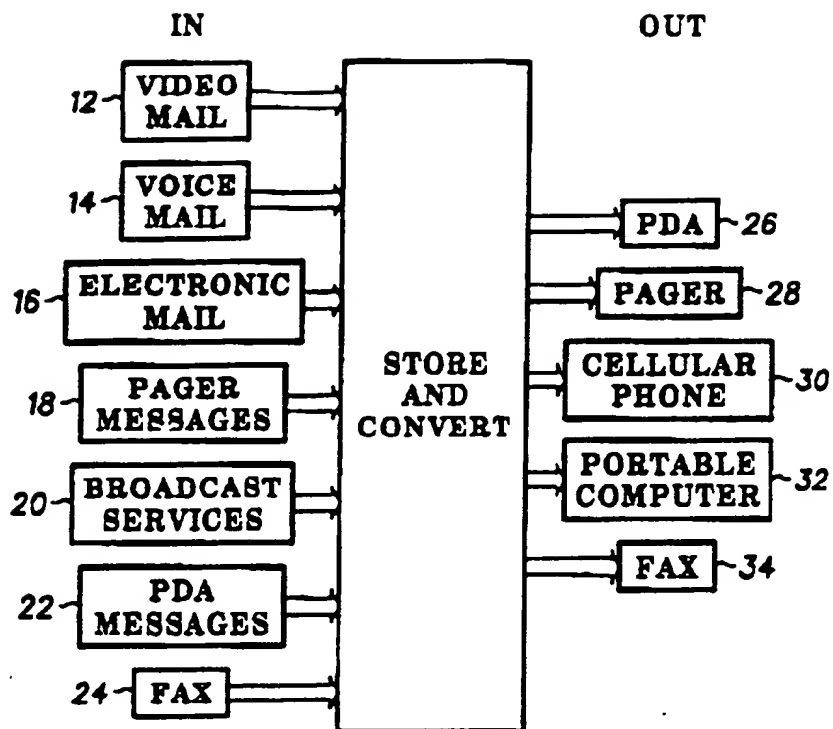 IN
OUT
12
VIDEO
MAIL
14
VOICE
MAIL
16
ELECTRONIC
MAIL
18
PAGER
MESSAGES
20
BROADCAST
SERVICES
22
PDA
MESSAGES
24
FAX
STORE
AND
CONVERT
PDA
26
PAGER
28
CELLULAR
PHONE
30
PORTABLE
COMPUTER
32
FAX
34